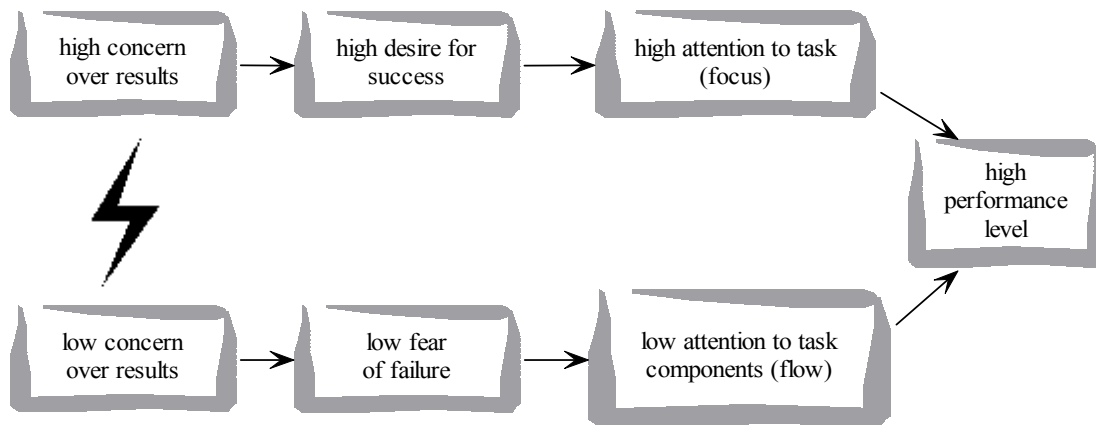 high concern
over results
high desire for
success
high attention to task
(focus)
high
performance
level
low concern
over results
low fear
of failure
low attention to task
components (flow)